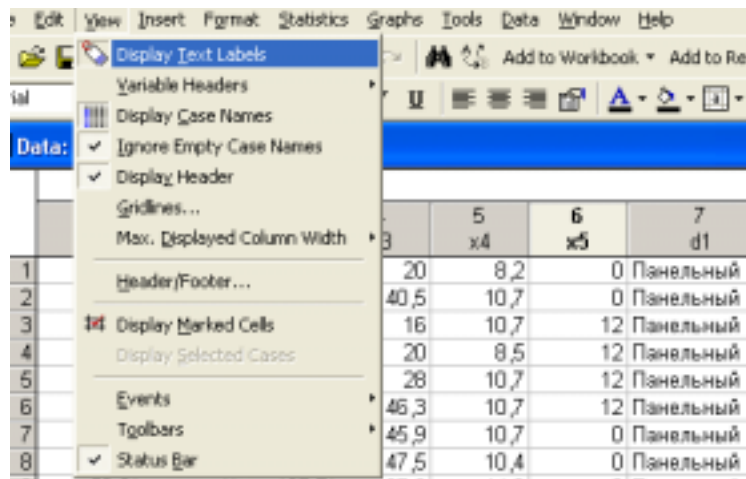 Edit View Insert Format Statistics Graphs Tools Data Window Help
Add to Workbook Add to Re
Display Text Labels
Variable Headers
ial
U
A
Display Case Names
Data:
Ignore Empty Case Names
Display Header
Gridlines...
Max. Displayed Column Width
Header/Footer...
Display Marked Cells
Display Selected Cases
Events
Toolbars
Status Bar
5 6 7
3 x4 x5 d1
1 20 8,2 0 Панельный
2 40,5 10,7 0 Панельный
3 16 10,7 12 Панельный
4 20 8,5 12 Панельный
5 28 10,7 12 Панельный
6 46,3 10,7 12 Панельный
7 45,9 10,7 0 Панельный
8 47,5 10,4 0 Панельный